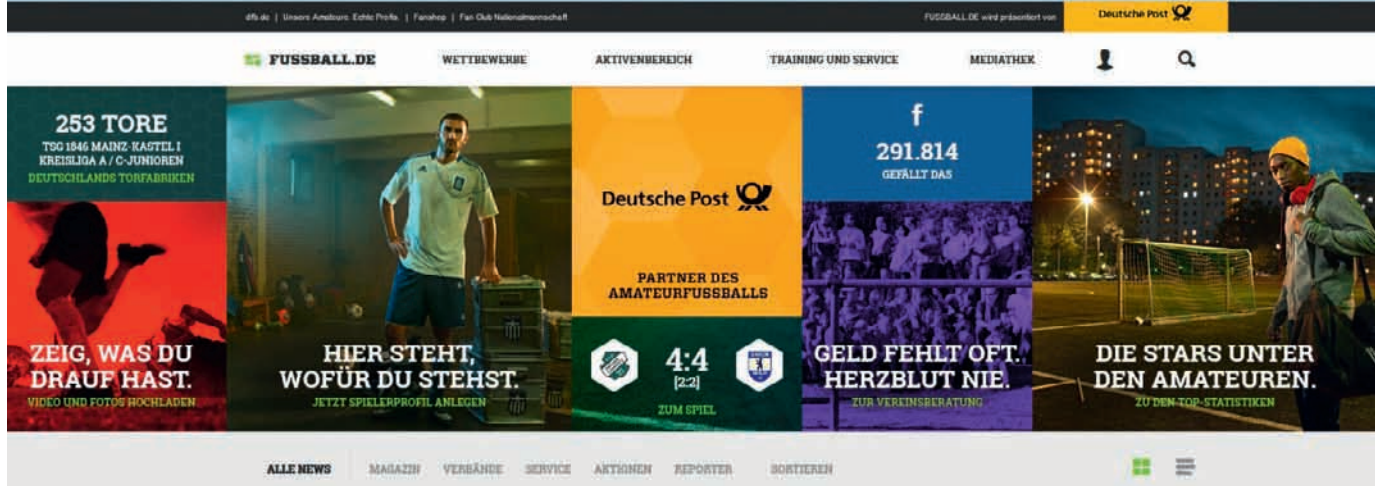 dfb.de | Unsere Amateure. Echte Profis. | Fanshop | Fan Club Nationalmannschaft
FUSSBALL.DE wird präsentiert von
Deutsche Post
FUSSBALL.DE
WETTBEWERBE
AKTIVENBEREICH
TRAINING UND SERVICE
MEDIATHEK
253 TORE
TSG 1846 MAINZ-KASTEL I
KREISLIGA A / C-JUNIOREN
DEUTSCHLANDS TORFABRIKEN
ZEIG, WAS DU
DRAUF HAST.
VIDEO UND FOTOS HOCHLADEN
HIER STEHT,
WOFÜR DU STEHST.
JETZT SPIELERPROFIL ANLEGEN
Deutsche Post
PARTNER DES
AMATEURFUSSBALLS
4:4
[2:2]
ZUM SPIEL
f
291.814
GEFÄLLT DAS
GELD FEHLT OFT.
HERZBLUT NIE.
ZUR VEREINSBERATUNG
DIE STARS UNTER
DEN AMATEUREN.
ZU DEN TOP-STATISTIKEN
ALLE NEWS
MAGAZIN
VERBÄNDE
SERVICE
AKTIONEN
REPORTER
SORTIEREN